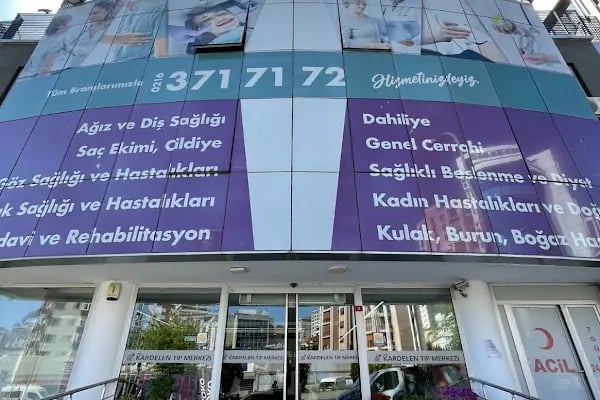 Tüm Branşlarımızla 0216 371 71 72 Hizmetinizdeyiz.
Ağız ve Diş Sağlığı
Saç Ekimi, Cildiye
Göz Sağlığı ve Hastalıkları
Sağlığı ve Hastalıkları
ve Rehabilitasyon
Dahiliye
Genel Cerrahi
Sağlıklı Beslenme ve Diyet
Kadın Hastalıkları ve
Kulak, Burun, Boğaz
KARDELEN TIP MERKEZİ
KARDELEN TIP MERKEZİ
KARDELEN TIP MERKEZİ
KARDELEN TIP MERKEZİ
ACİL